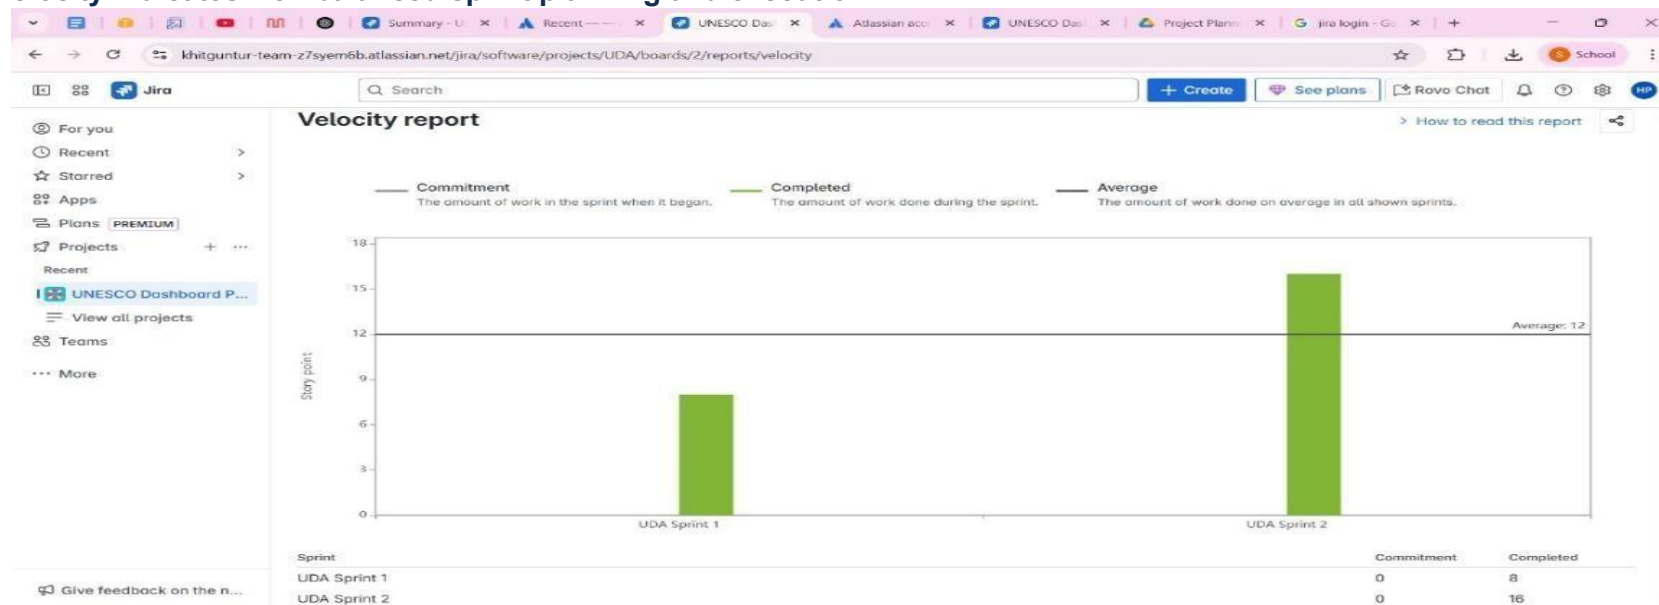 Summary - U
Recent — — .
UNESCO Das
Atlassian acc
UNESCO Das
Project Plann
jira login - Go
khitguntur-team-z7syem6b.atlassian.net/jira/software/projects/UDA/boards/2/reports/velocity
School
Jira
Search
+ Create
See plans
Rovo Chat
HP
For you
Recent
Starred
Apps
Plans PREMIUM
Projects
Recent
UNESCO Dashboard P...
View all projects
Teams
More
Give feedback on the n...
Velocity report
How to read this report
Commitment
The amount of work in the sprint when it began.
Completed
The amount of work done during the sprint.
Average
The amount of work done on average in all shown sprints.
18
15
12
9
6
3
0
Story point
Average: 12
UDA Sprint 1
UDA Sprint 2
Sprint Commitment Completed
UDA Sprint 1 0 8
UDA Sprint 2 0 16